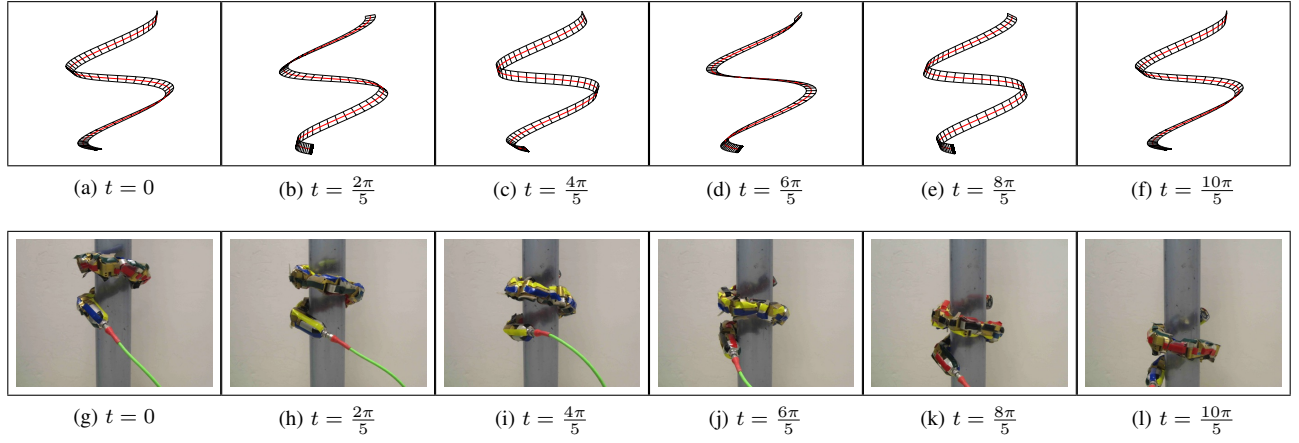 (a) t = 0
(b) t = 2π/5
(c) t = 4π/5
(d) t = 6π/5
(e) t = 8π/5
(f) t = 10π/5
(g) t = 0
(h) t = 2π/5
(i) t = 4π/5
(j) t = 6π/5
(k) t = 8π/5
(l) t = 10π/5